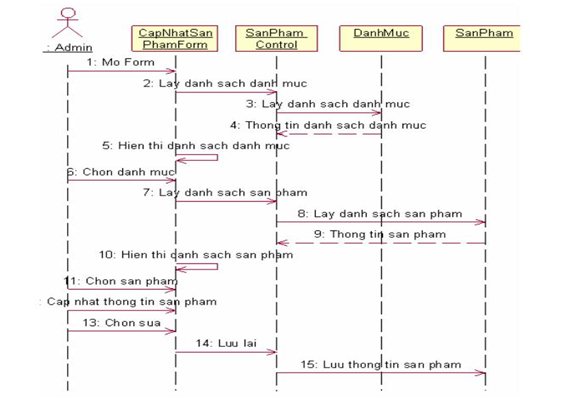 : Admin
CapNhatSan
PhamForm
SanPham
Control
DanhMuc
SanPham
1: Mo Form
2: Lay danh sach danh muc
3: Lay danh sach danh muc
4: Thong tin danh sach danh muc
5: Hien thi danh sach danh muc
6: Chon danh muc
7: Lay danh sach san pham
8: Lay danh sach san pham
9: Thong tin san pham
10: Hien thi danh sach san pham
11: Chon san pham
: Cap nhat thong tin san pham
13: Chon sua
14: Luu lai
15: Luu thong tin san pham